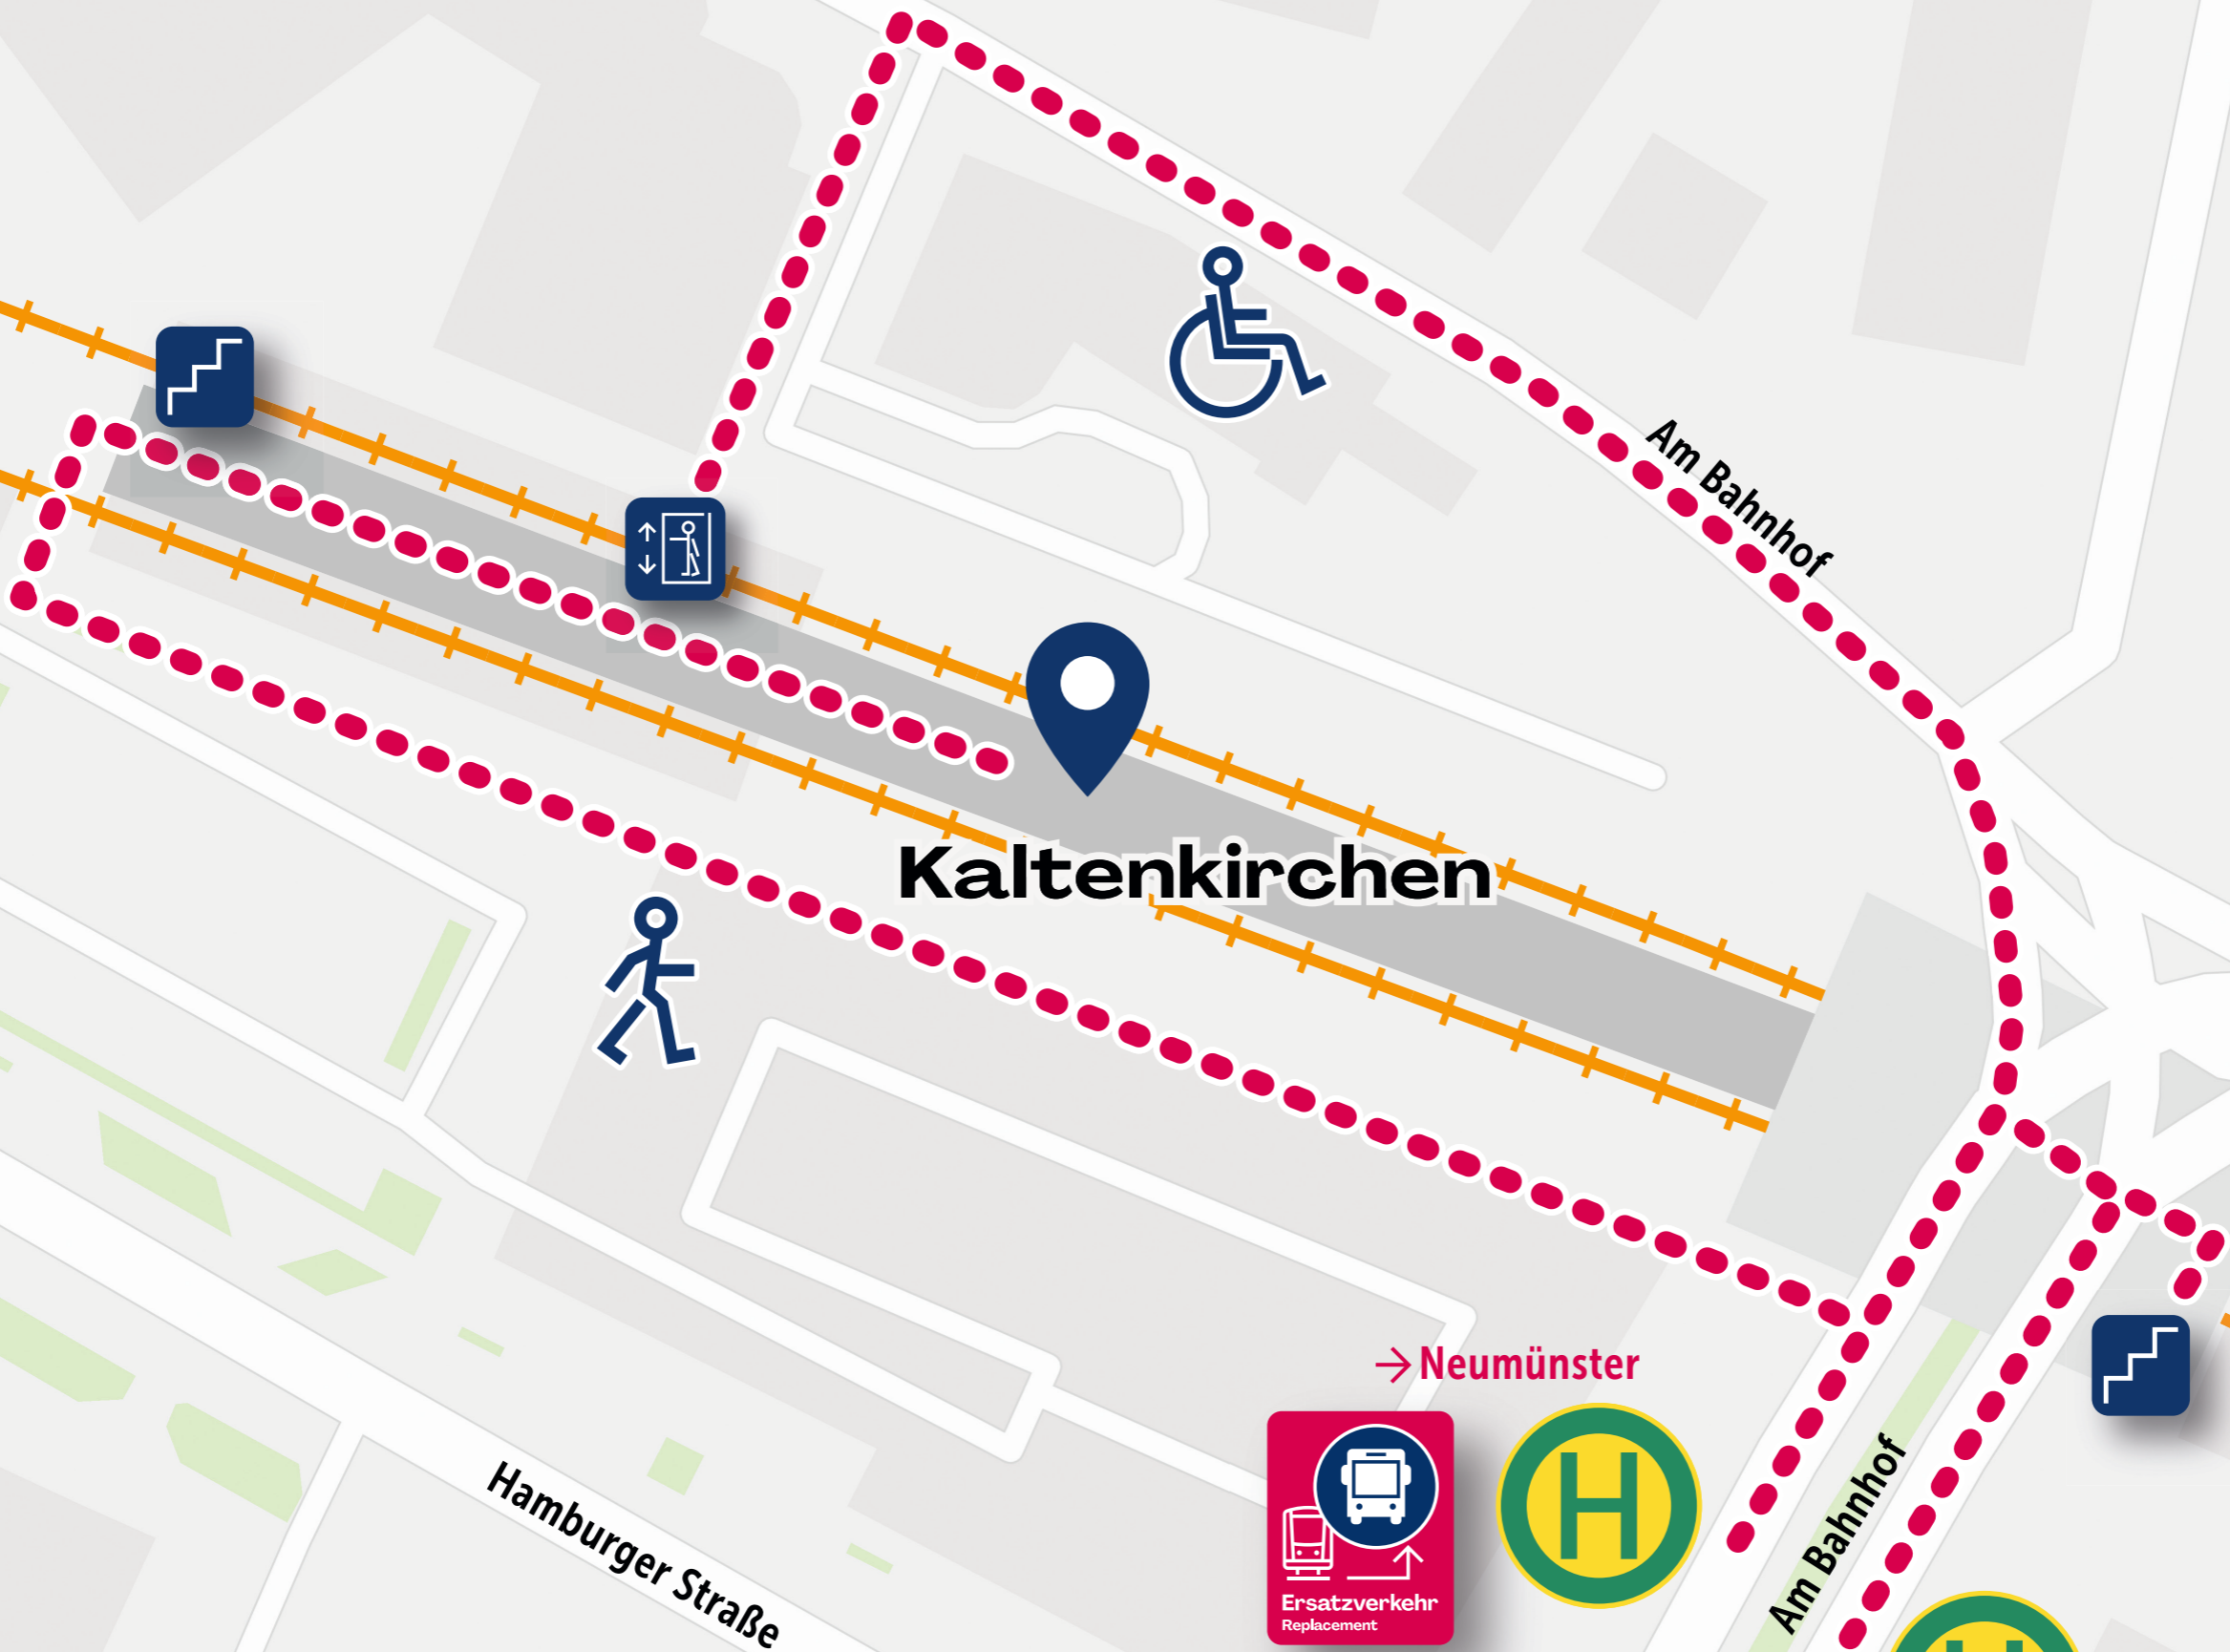 Am Bahnhof
Kaltenkirchen
→ Neumünster
H
Ersatzverkehr
Replacement
Am Bahnhof
Hamburger Straße
H